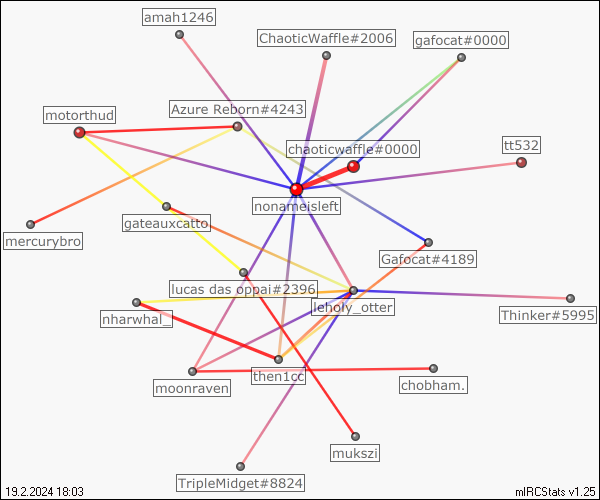 amah1246
ChaoticWaffle#2006
gafocat#0000
motorthud
Azure Reborn#4243
chaoticwaffle#0000
tt532
nonameisleft
gateauxcatto
mercurybro
Gafocat#4189
lucas das oppai#2396
leholy_otter
nharwhal_
Thinker#5995
then1cc
moonraven
chobham.
mukszi
TripleMidget#8824
19.2.2024 18:03
mIRCStats v1.25